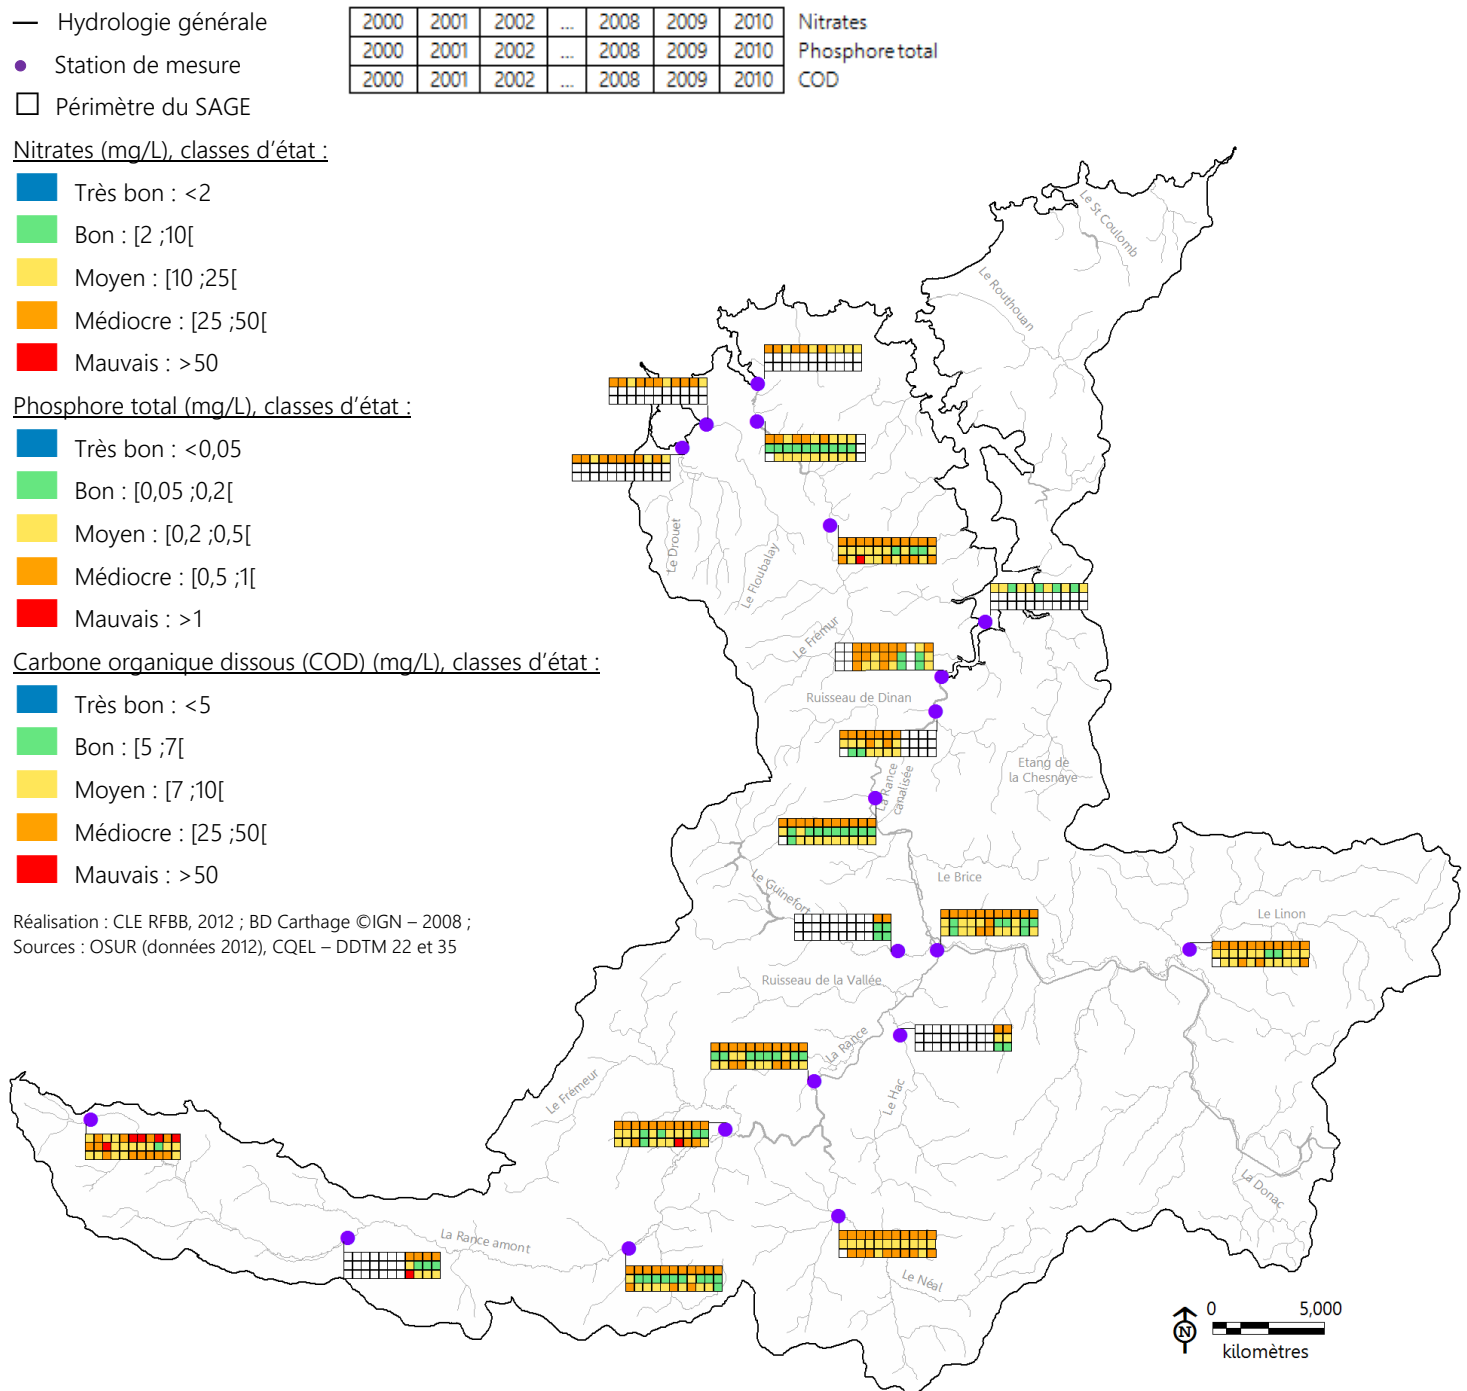 Hydrologie générale
Station de mesure
Périmètre du SAGE
2000 2001 2002 ... 2008 2009 2010 Nitrates
2000 2001 2002 ... 2008 2009 2010 Phosphore total
2000 2001 2002 ... 2008 2009 2010 COD
Nitrates (mg/L), classes d’état :
Très bon : <2
Bon : [2 ;10[
Moyen : [10 ;25[
Médiocre : [25 ;50[
Mauvais : >50
Phosphore total (mg/L), classes d’état :
Très bon : <0,05
Bon : [0,05 ;0,2[
Moyen : [0,2 ;0,5[
Médiocre : [0,5 ;1[
Mauvais : >1
Carbone organique dissous (COD) (mg/L), classes d’état :
Très bon : <5
Bon : [5 ;7[
Moyen : [7 ;10[
Médiocre : [25 ;50[
Mauvais : >50
Réalisation : CLE RFBB, 2012 ; BD Carthage ©IGN – 2008 ;
Sources : OSUR (données 2012), CQEL – DDTM 22 et 35
Le St Coulomb
Le Routhouan
Le Drouet
Le Floubalay
Le Frémur
Ruisseau de Dinan
Etang de
la Chesnaye
La Rance
canalisée
Le Brice
Le Guinefort
Le Linon
Ruisseau de la Vallée
La Rance
Le Hac
Le Frémeur
La Donac
La Rance amont
Le Néal
N
0 5,000
kilomètres